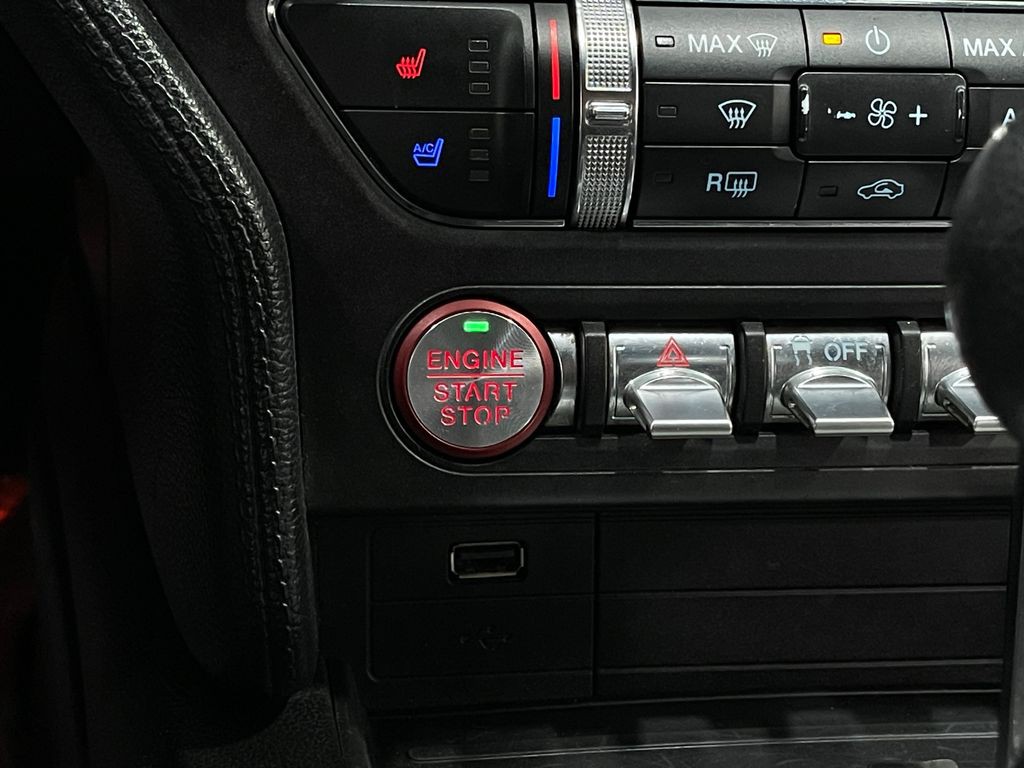 MAX
MAX
A/C
+
R
OFF
ENGINE
START
STOP